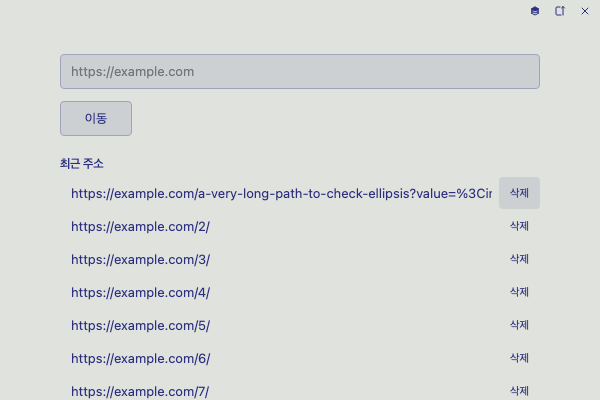 https://example.com
이동
최근 주소
https://example.com/a-very-long-path-to-check-ellipsis?value=%3Cir 삭제
https://example.com/2/ 삭제
https://example.com/3/ 삭제
https://example.com/4/ 삭제
https://example.com/5/ 삭제
https://example.com/6/ 삭제
https://example.com/7/ 삭제